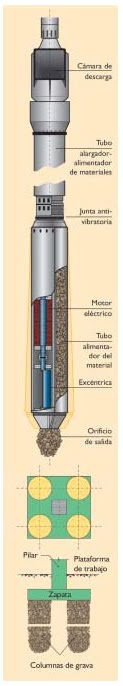 Cámara de
descarga
Tubo
alargador-
alimentador
de materiales
Junta anti-
vibratoria
Motor
eléctrico
Tubo
alimenta-
dor del
material
Excéntrica
Orificio
de salida
Pilar
Plataforma
de trabajo
Zapata
Columnas de grava